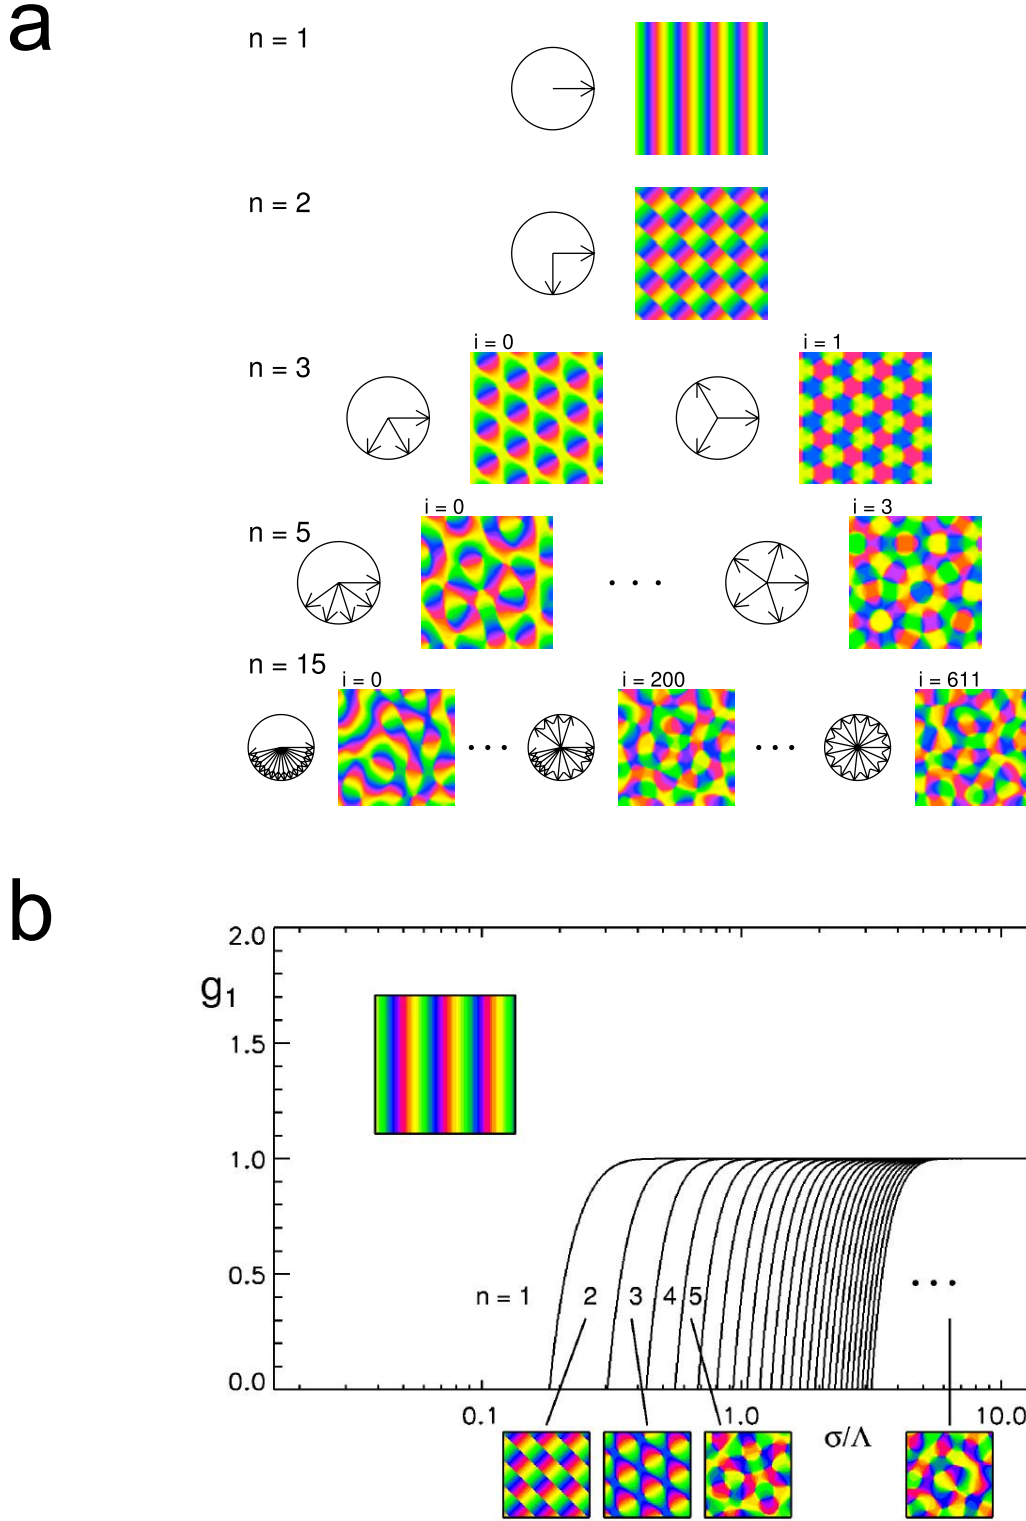 a
n = 1
n = 2
i = 0
i = 1
n = 3
i = 0
i = 3
n = 5
n = 15
i = 0
i = 200
i = 611
b
2.0
g1
1.5
1.0
0.5
n = 1 2 3 4 5
0.0
0.1 1.0 10.0
σ/Λ